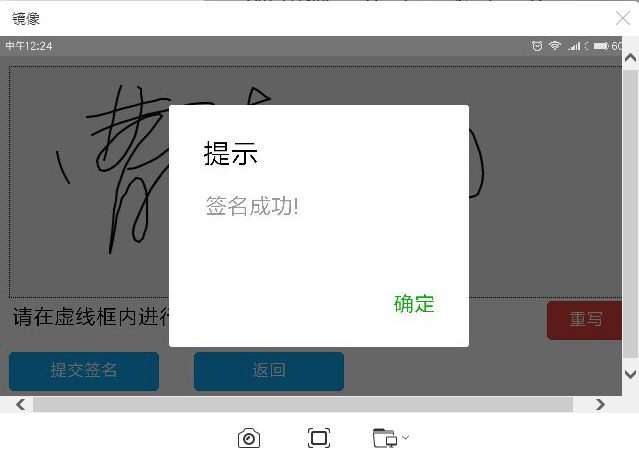 镜像
中午12:24
提示
签名成功!
确定
请在虚线框内进行
重写
提交签名
返回